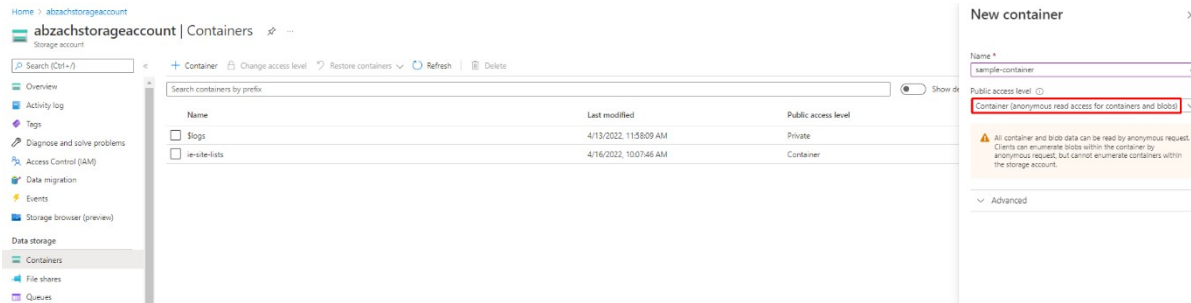 Home > abzachstorageaccount
abzachstorageaccount | Containers
Storage account
Search (Ctrl+/)
Overview
Activity log
Tags
Diagnose and solve problems
Access Control (IAM)
Data migration
Events
Storage browser (preview)
Data storage
Containers
File shares
Queues
+ Container Change access level Restore containers Refresh Delete
Search containers by prefix
Show de
Name Last modified Public access level
$logs 4/13/2022, 11:58:09 AM Private
ie-site-lists 4/16/2022, 10:07:46 AM Container
New container
Name *
sample-container
Public access level
Container (anonymous read access for containers and blobs)
All container and blob data can be read by anonymous request.
Clients can enumerate blobs within the container by
anonymous request, but cannot enumerate containers within
the storage account.
Advanced